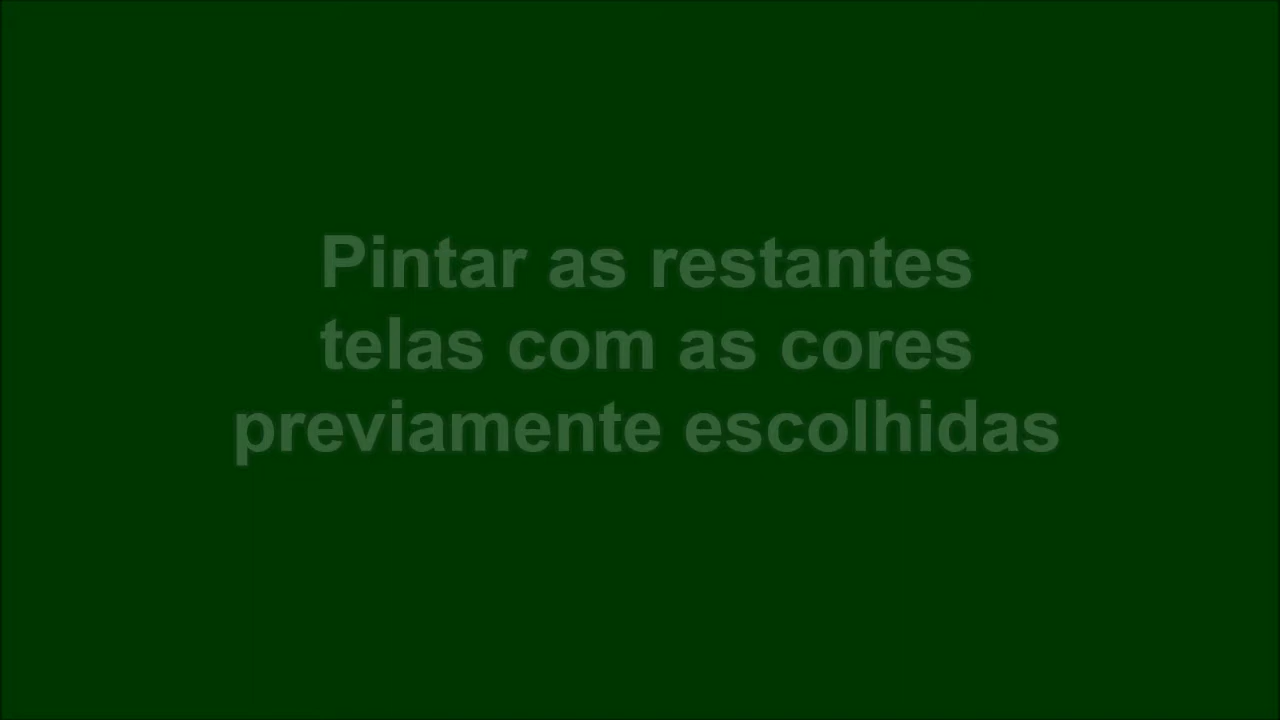 Pintar as restantes
telas com as cores
previamente escolhidas